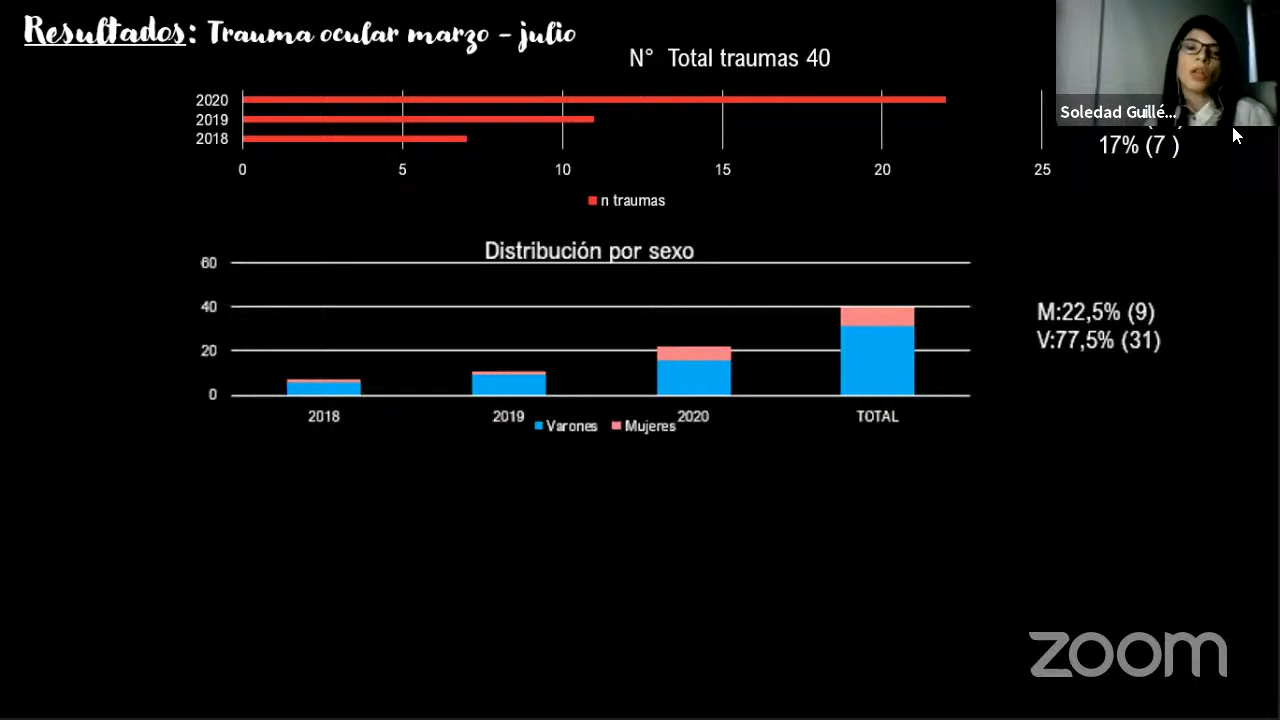 Resultados: Trauma ocular marzo - julio
N° Total traumas 40
2020
2019
2018
0 5 10 15 20 25
n traumas
Soledad Guillé...
17% (7 )
Distribución por sexo
60
40
20
0
2018 2019 2020 TOTAL
Varones Mujeres
M:22,5% (9)
V:77,5% (31)
zoom